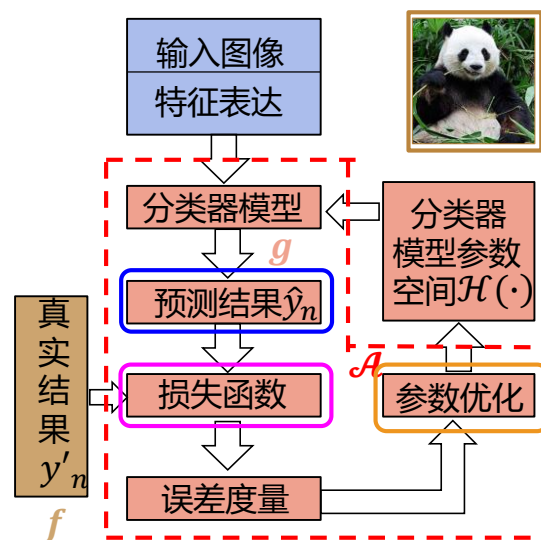 输入图像
特征表达
分类器模型
g
预测结果ŷₙ
损失函数
误差度量
真
实
结
果
y'ₙ
f
分类器
模型参数
空间ℋ(·)
𝒜
参数优化